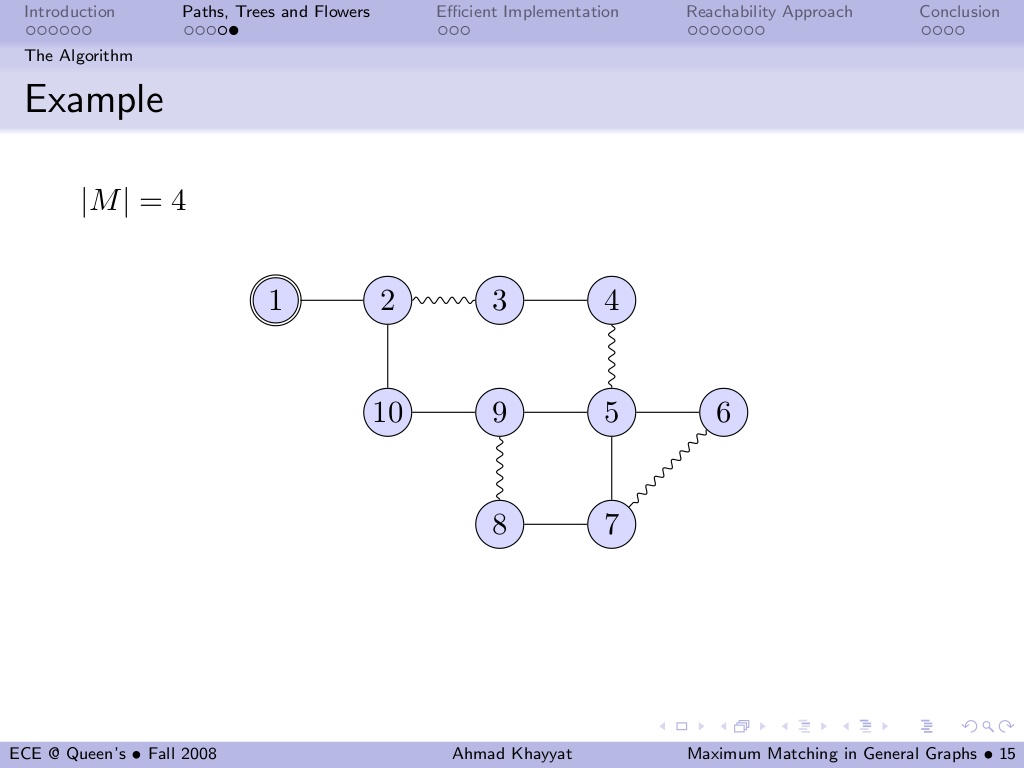 Introduction Paths, Trees and Flowers Efficient Implementation Reachability Approach Conclusion
The Algorithm
Example
|M| = 4
1 2 3 4
10 9 5 6
8 7
ECE @ Queen's • Fall 2008 Ahmad Khayyat Maximum Matching in General Graphs • 15